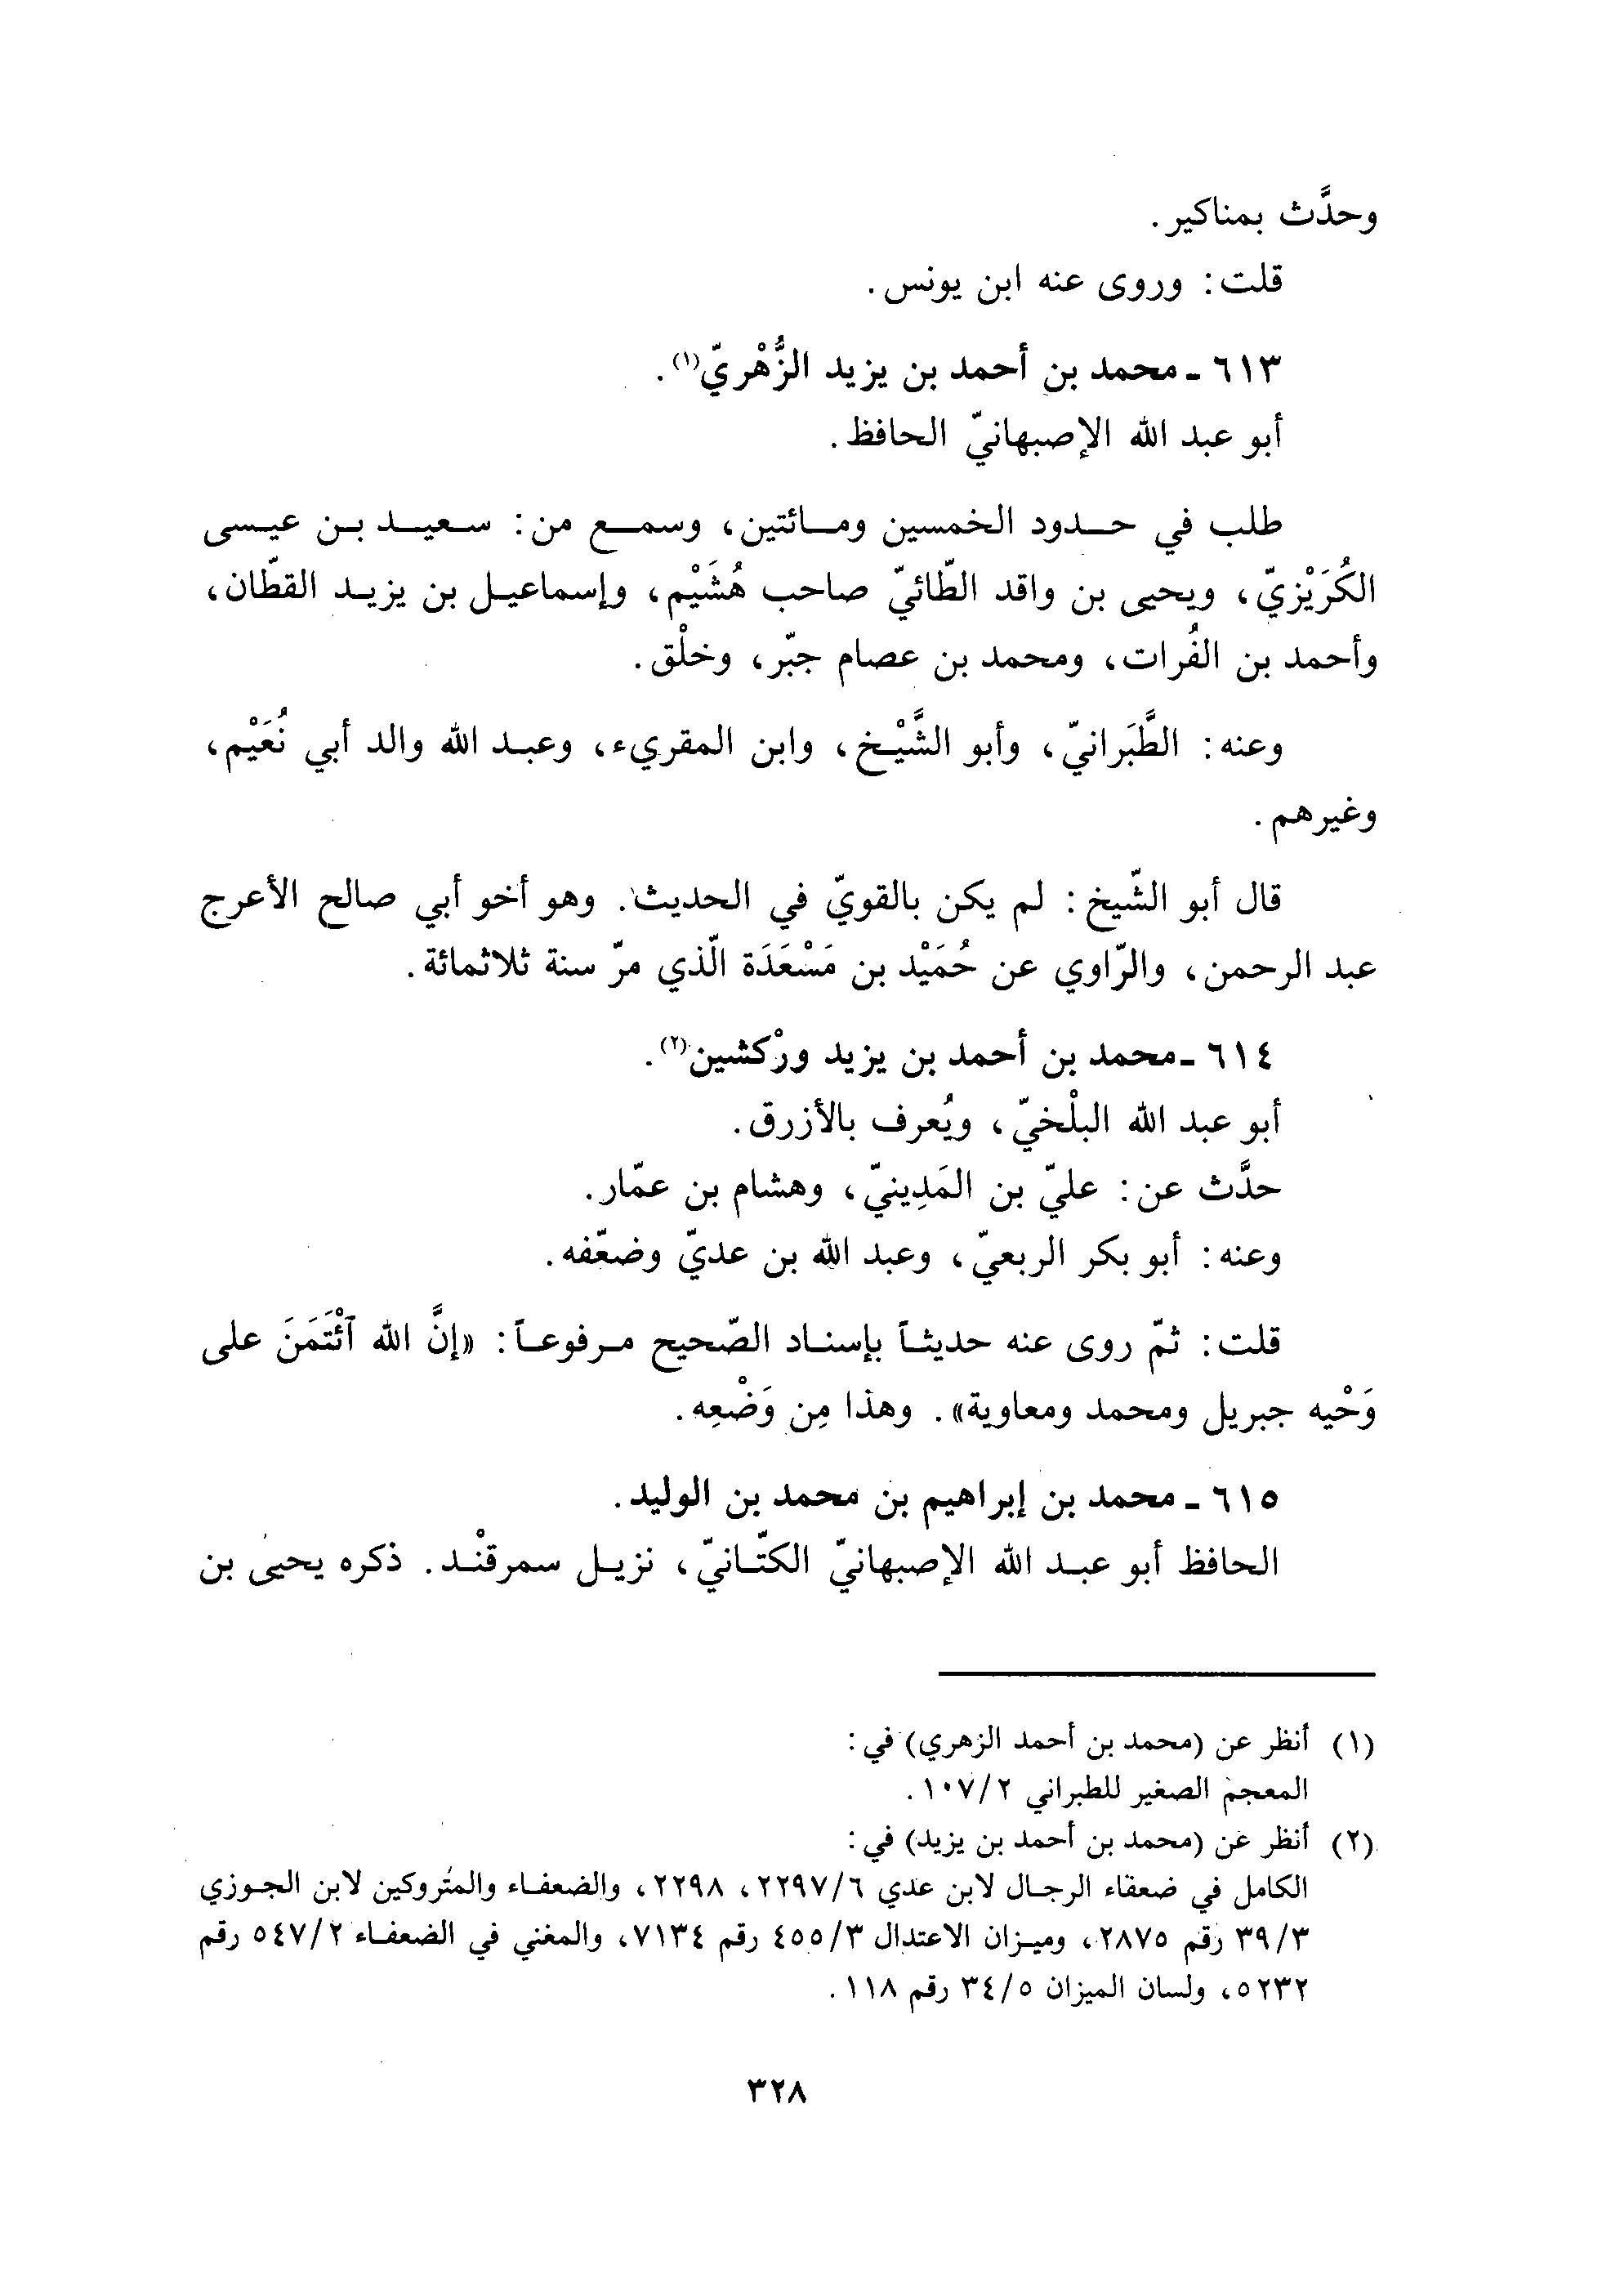 وحدَّث بمناكير.
قلت: وروى عنه ابن يونس.
٦١٣ ـ محمد بن أحمد بن يزيد الزُّهْريّ(١).
أبو عبد الله الإصبهانيّ الحافظ.
طلب في حدود الخمسين ومائتين، وسمع من: سعيد بن عيسى
الكُرَيْزيّ، ويحيى بن واقد الطّائيّ صاحب هُشَيْم، وإسماعيل بن يزيد القطّان،
وأحمد بن الفُرات، ومحمد بن عصام جبّر، وخلْق.
وعنه: الطَّبَرانيّ، وأبو الشَّيْخ، وابن المقريء، وعبد الله والد أبي نُعَيْم،
وغيرهم.
قال أبو الشّيخ: لم يكن بالقويّ في الحديث. وهو أخو أبي صالح الأعرج
عبد الرحمن، والرّاوي عن حُمَيْد بن مَسْعَدَة الّذي مرّ سنة ثلاثمائة.
٦١٤ ـ محمد بن أحمد بن يزيد ورْكشين(٢).
أبو عبد الله البلْخيّ، ويُعرف بالأزرق.
حدَّث عن: عليّ بن المَدِينيّ، وهشام بن عمّار.
وعنه: أبو بكر الربعيّ، وعبد الله بن عديّ وضعّفه.
قلت: ثمّ روى عنه حديثاً بإسناد الصّحيح مرفوعاً: «إنَّ الله آئْتَمَنَ على
وَحْيه جبريل ومحمد ومعاوية». وهذا مِن وَضْعِه.
٦١٥ ـ محمد بن إبراهيم بن محمد بن الوليد.
الحافظ أبو عبد الله الإصبهانيّ الكتّانيّ، نزيل سمرقنْد. ذكره يحيى بن
(١) أنظر عن (محمد بن أحمد الزهري) في:
المعجم الصغير للطبراني ١٠٧/٢.
(٢) أنظر عن (محمد بن أحمد بن يزيد) في:
الكامل في ضعفاء الرجال لابن عدي ٢٢٩٧/٦، ٢٢٩٨، والضعفاء والمتروكين لابن الجوزي
٣٩/٣ رقم ٢٨٧٥، وميزان الاعتدال ٤٥٥/٣ رقم ٧١٣٤، والمغني في الضعفاء ٥٤٧/٢ رقم
٥٢٣٢، ولسان الميزان ٣٤/٥ رقم ١١٨.
٣٢٨